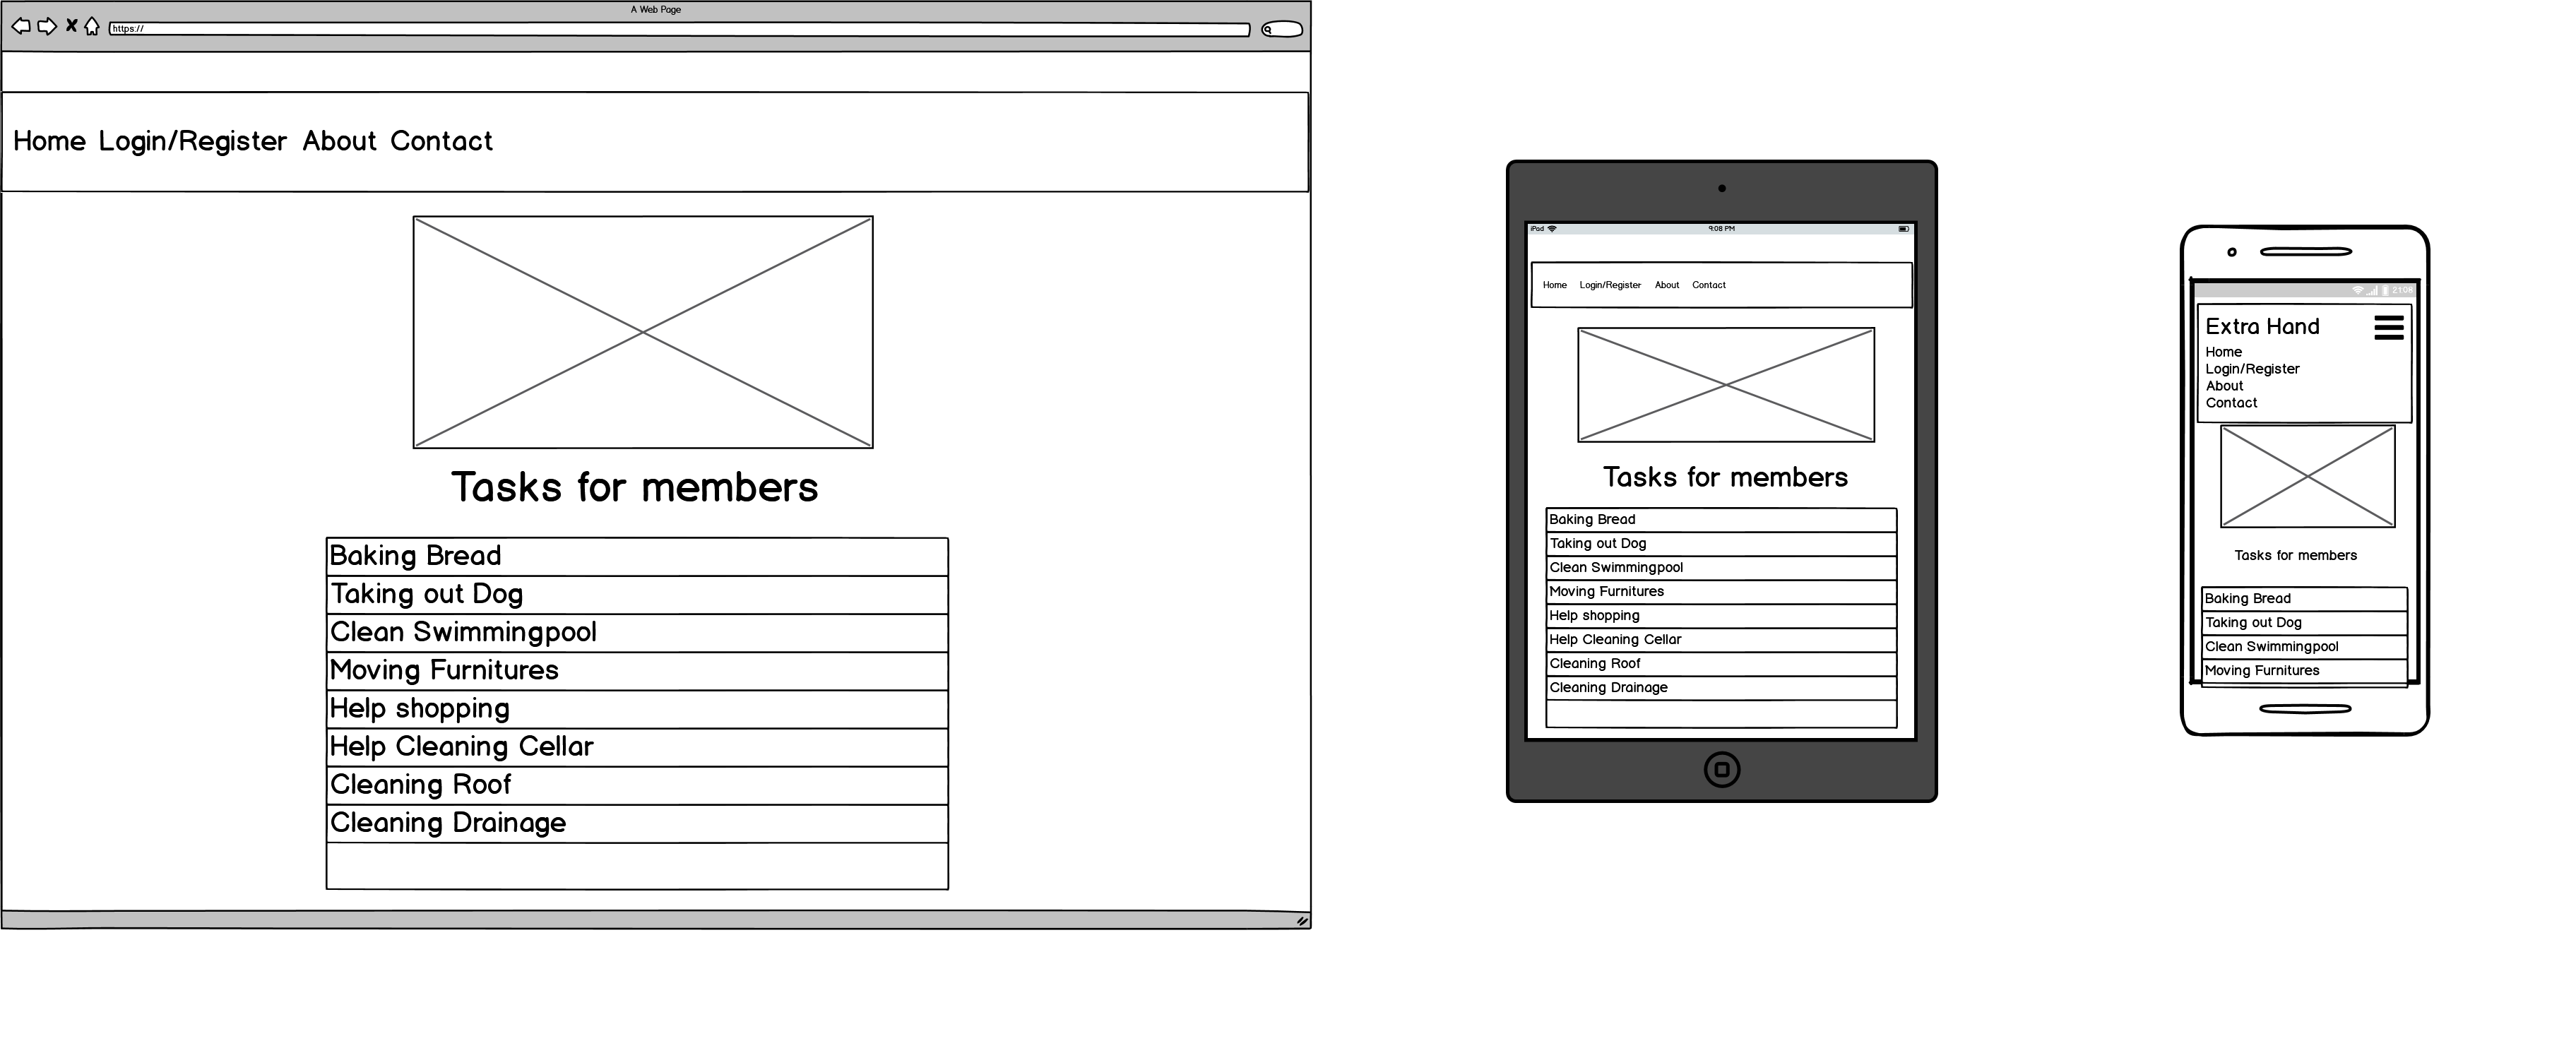 A Web Page
https://
Home Login/Register About Contact
Tasks for members
Baking Bread
Taking out Dog
Clean Swimmingpool
Moving Furnitures
Help shopping
Help Cleaning Cellar
Cleaning Roof
Cleaning Drainage
iPad 9:08 PM
Home Login/Register About Contact
Tasks for members
Baking Bread
Taking out Dog
Clean Swimmingpool
Moving Furnitures
Help shopping
Help Cleaning Cellar
Cleaning Roof
Cleaning Drainage
21:08
Extra Hand
Home
Login/Register
About
Contact
Tasks for members
Baking Bread
Taking out Dog
Clean Swimmingpool
Moving Furnitures